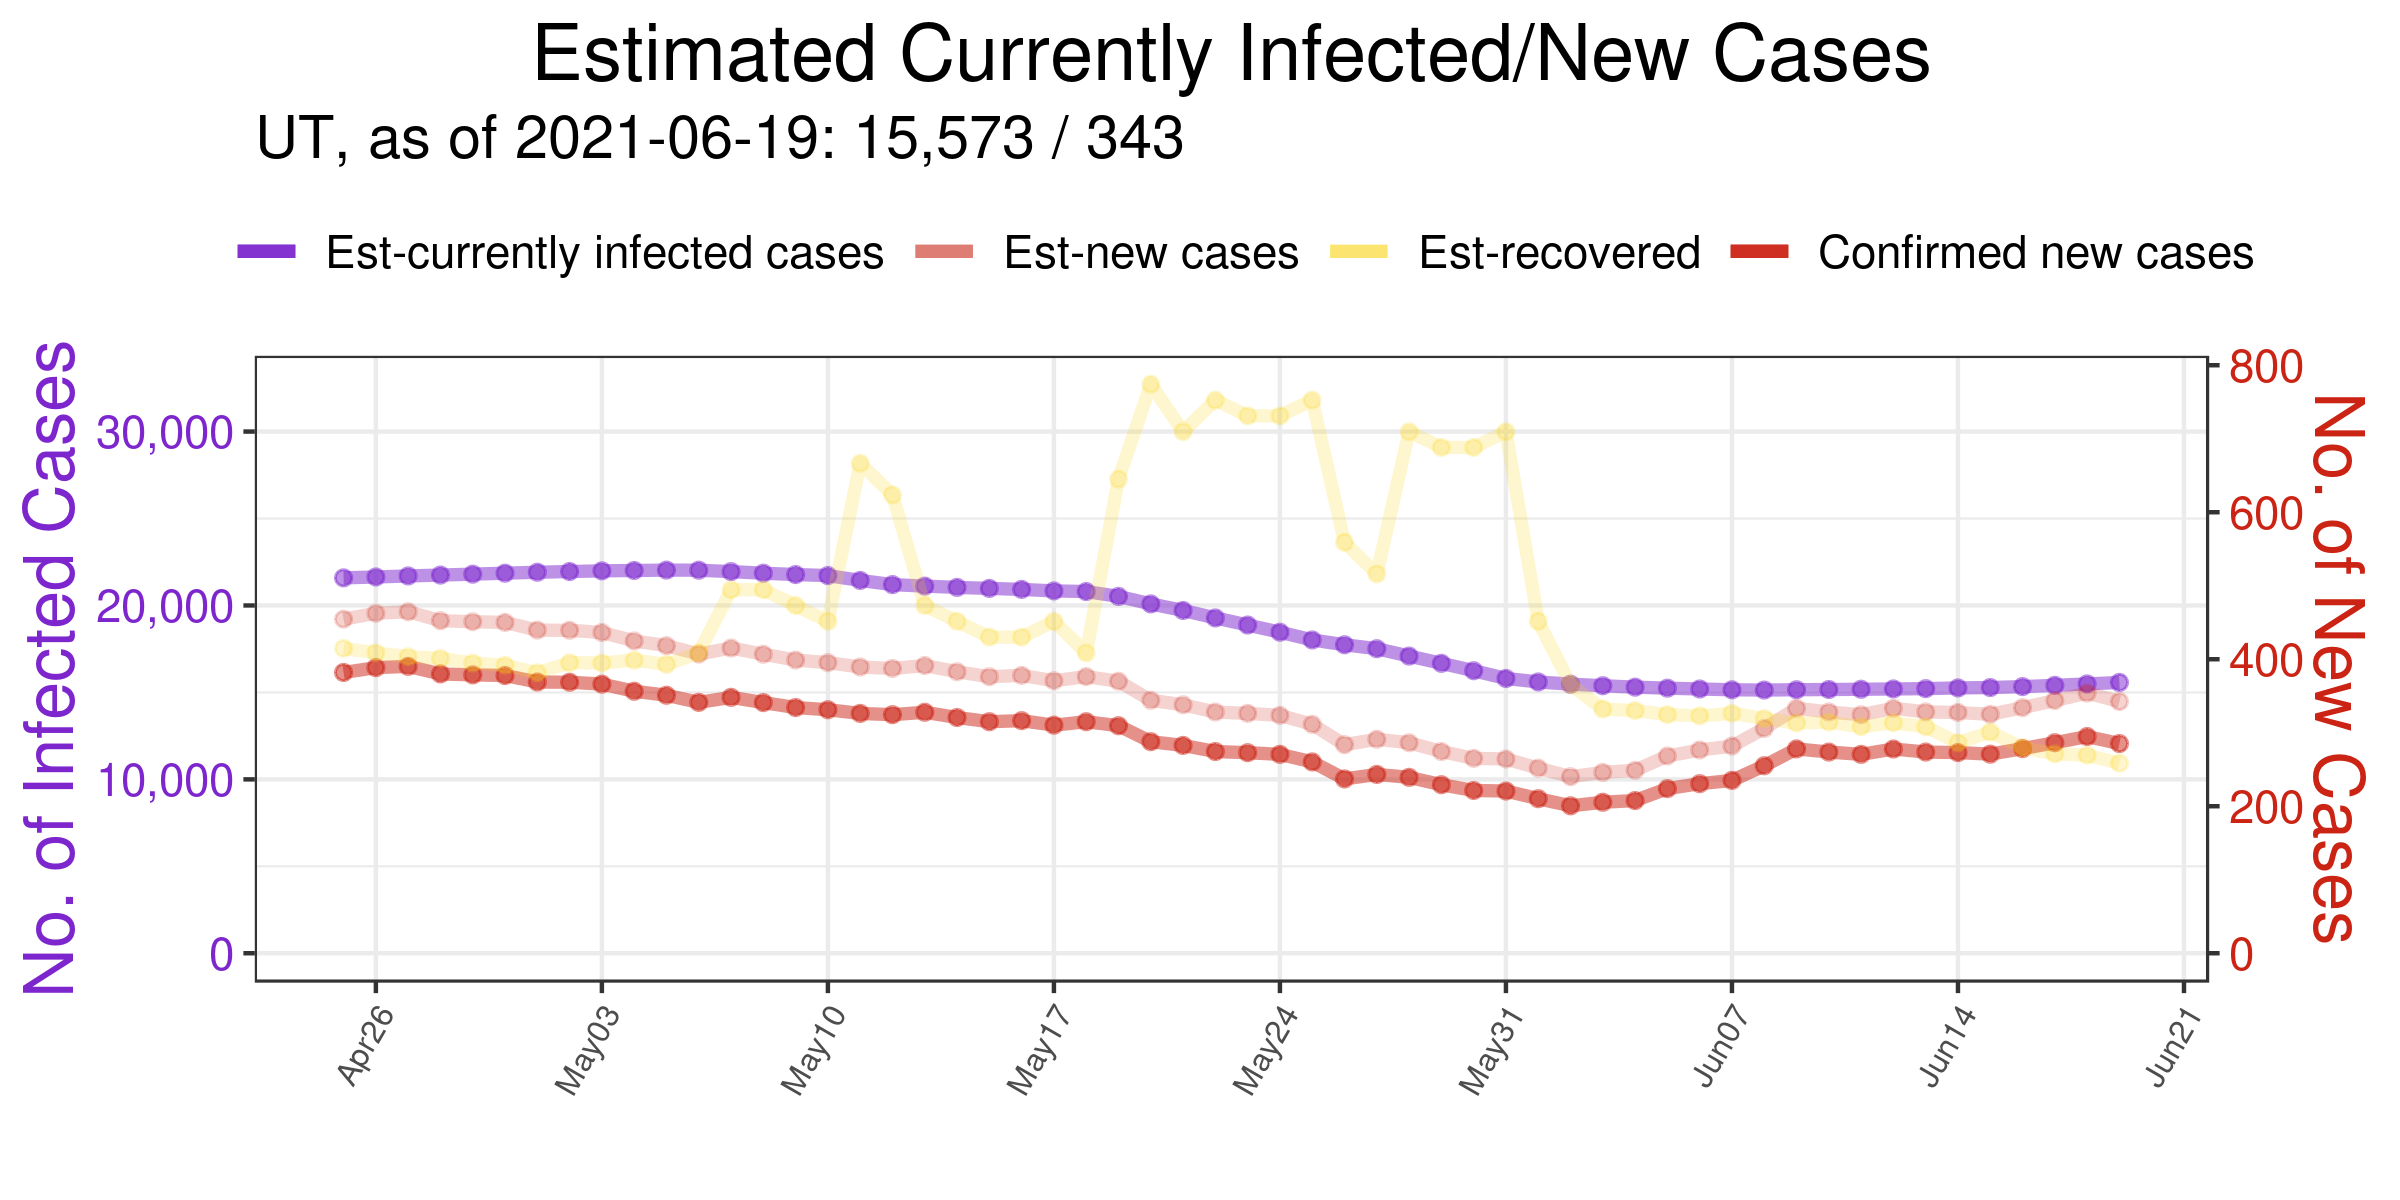 Estimated Currently Infected/New Cases
UT, as of 2021-06-19: 15,573 / 343
Est-currently infected cases Est-new cases Est-recovered Confirmed new cases
No. of Infected Cases
30,000
20,000
10,000
0
800
600
400
200
0
No. of New Cases
Apr26 May03 May10 May17 May24 May31 Jun07 Jun14 Jun21